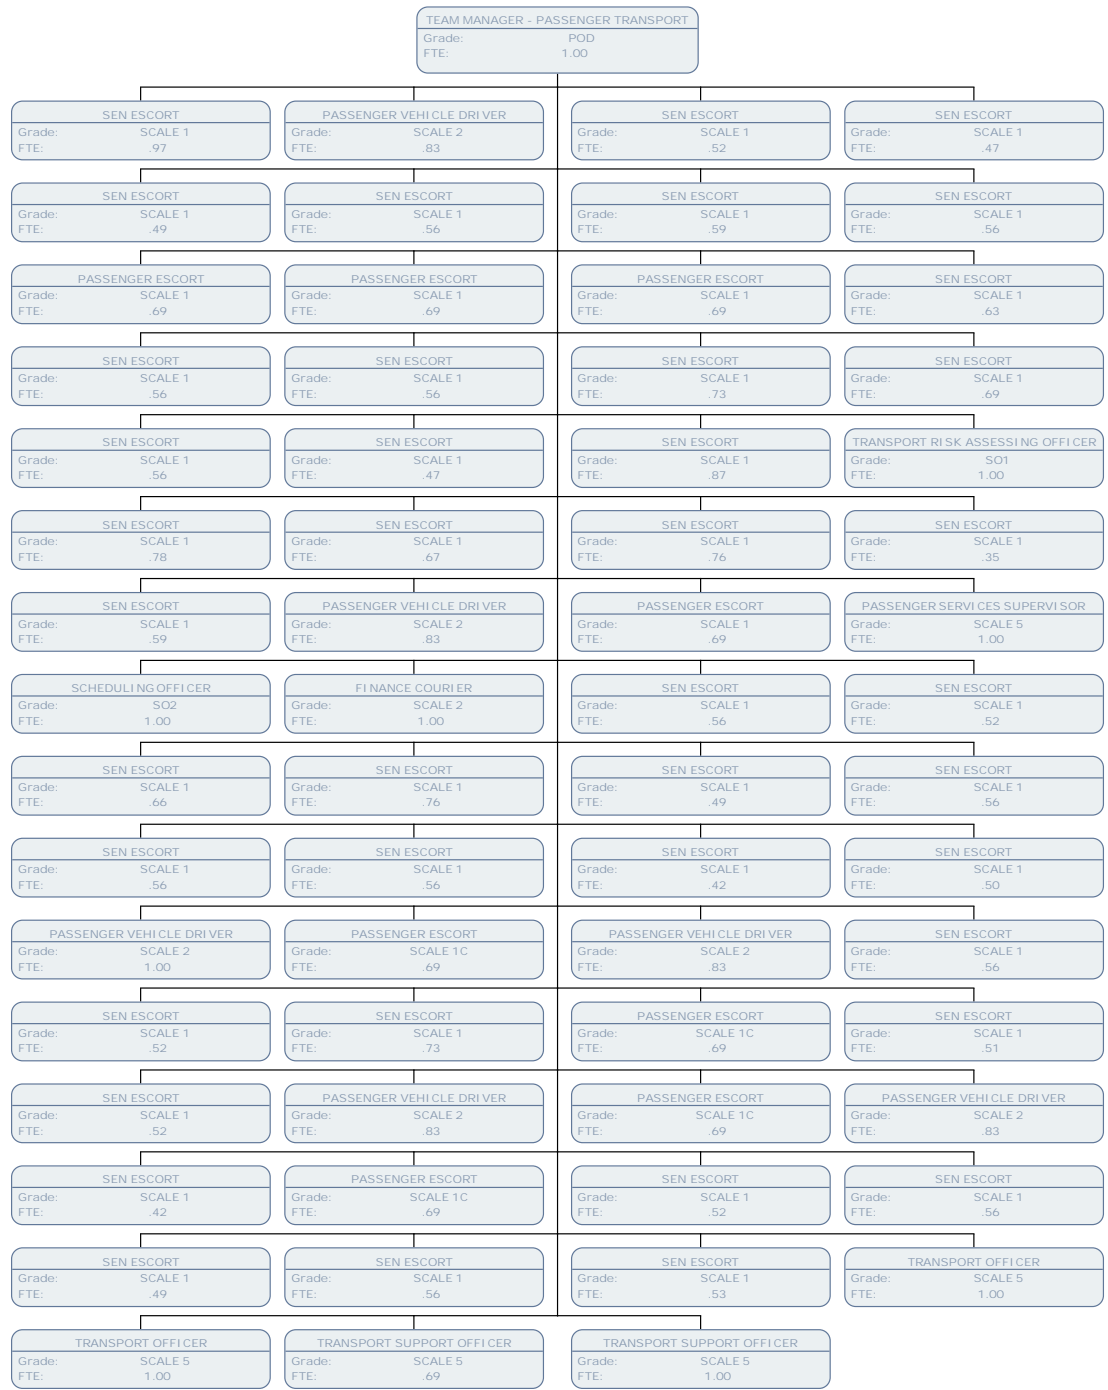 TEAM MANAGER - PASSENGER TRANSPORT
Grade: POD
FTE: 1.00
SEN ESCORT
Grade: SCALE 1
FTE: .97
PASSENGER VEHICLE DRIVER
Grade: SCALE 2
FTE: .83
SEN ESCORT
Grade: SCALE 1
FTE: .52
SEN ESCORT
Grade: SCALE 1
FTE: .47
SEN ESCORT
Grade: SCALE 1
FTE: .49
SEN ESCORT
Grade: SCALE 1
FTE: .56
SEN ESCORT
Grade: SCALE 1
FTE: .59
SEN ESCORT
Grade: SCALE 1
FTE: .56
PASSENGER ESCORT
Grade: SCALE 1
FTE: .69
PASSENGER ESCORT
Grade: SCALE 1
FTE: .69
PASSENGER ESCORT
Grade: SCALE 1
FTE: .69
SEN ESCORT
Grade: SCALE 1
FTE: .63
SEN ESCORT
Grade: SCALE 1
FTE: .56
SEN ESCORT
Grade: SCALE 1
FTE: .56
SEN ESCORT
Grade: SCALE 1
FTE: .73
SEN ESCORT
Grade: SCALE 1
FTE: .69
SEN ESCORT
Grade: SCALE 1
FTE: .56
SEN ESCORT
Grade: SCALE 1
FTE: .47
SEN ESCORT
Grade: SCALE 1
FTE: .87
TRANSPORT RISK ASSESSING OFFICER
Grade: SO1
FTE: 1.00
SEN ESCORT
Grade: SCALE 1
FTE: .78
SEN ESCORT
Grade: SCALE 1
FTE: .67
SEN ESCORT
Grade: SCALE 1
FTE: .76
SEN ESCORT
Grade: SCALE 1
FTE: .35
SEN ESCORT
Grade: SCALE 1
FTE: .59
PASSENGER VEHICLE DRIVER
Grade: SCALE 2
FTE: .83
PASSENGER ESCORT
Grade: SCALE 1
FTE: .69
PASSENGER SERVICES SUPERVISOR
Grade: SCALE 5
FTE: 1.00
SCHEDULING OFFICER
Grade: SO2
FTE: 1.00
FINANCE COURIER
Grade: SCALE 2
FTE: 1.00
SEN ESCORT
Grade: SCALE 1
FTE: .56
SEN ESCORT
Grade: SCALE 1
FTE: .52
SEN ESCORT
Grade: SCALE 1
FTE: .66
SEN ESCORT
Grade: SCALE 1
FTE: .76
SEN ESCORT
Grade: SCALE 1
FTE: .49
SEN ESCORT
Grade: SCALE 1
FTE: .56
SEN ESCORT
Grade: SCALE 1
FTE: .56
SEN ESCORT
Grade: SCALE 1
FTE: .56
SEN ESCORT
Grade: SCALE 1
FTE: .42
SEN ESCORT
Grade: SCALE 1
FTE: .50
PASSENGER VEHICLE DRIVER
Grade: SCALE 2
FTE: 1.00
PASSENGER ESCORT
Grade: SCALE 1C
FTE: .69
PASSENGER VEHICLE DRIVER
Grade: SCALE 2
FTE: .83
SEN ESCORT
Grade: SCALE 1
FTE: .56
SEN ESCORT
Grade: SCALE 1
FTE: .52
SEN ESCORT
Grade: SCALE 1
FTE: .73
PASSENGER ESCORT
Grade: SCALE 1C
FTE: .69
SEN ESCORT
Grade: SCALE 1
FTE: .51
SEN ESCORT
Grade: SCALE 1
FTE: .52
PASSENGER VEHICLE DRIVER
Grade: SCALE 2
FTE: .83
PASSENGER ESCORT
Grade: SCALE 1C
FTE: .69
PASSENGER VEHICLE DRIVER
Grade: SCALE 2
FTE: .83
SEN ESCORT
Grade: SCALE 1
FTE: .42
PASSENGER ESCORT
Grade: SCALE 1C
FTE: .69
SEN ESCORT
Grade: SCALE 1
FTE: .52
SEN ESCORT
Grade: SCALE 1
FTE: .56
SEN ESCORT
Grade: SCALE 1
FTE: .49
SEN ESCORT
Grade: SCALE 1
FTE: .56
SEN ESCORT
Grade: SCALE 1
FTE: .53
TRANSPORT OFFICER
Grade: SCALE 5
FTE: 1.00
TRANSPORT OFFICER
Grade: SCALE 5
FTE: 1.00
TRANSPORT SUPPORT OFFICER
Grade: SCALE 5
FTE: .69
TRANSPORT SUPPORT OFFICER
Grade: SCALE 5
FTE: 1.00